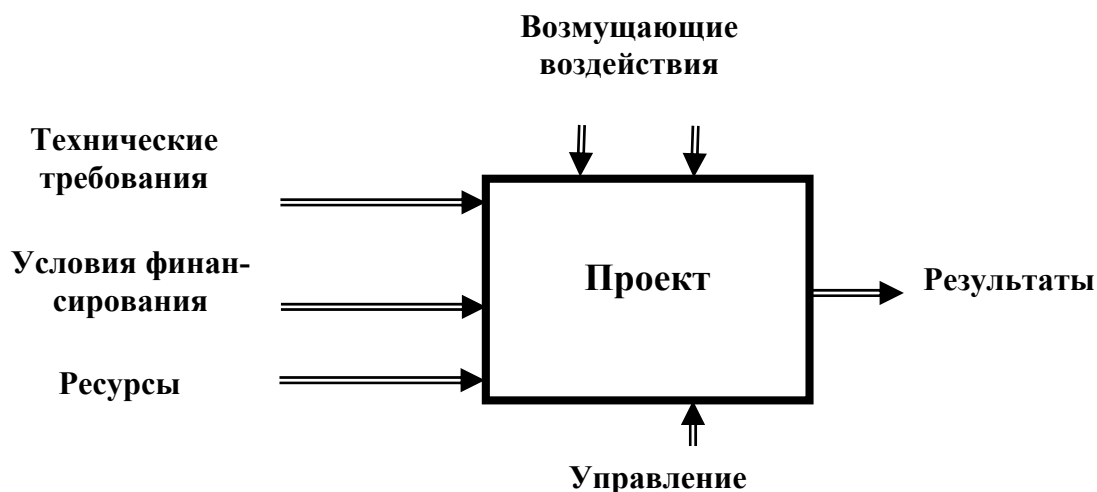 Возмущающие
воздействия
Технические
требования
Условия финан-
сирования
Проект
Результаты
Ресурсы
Управление